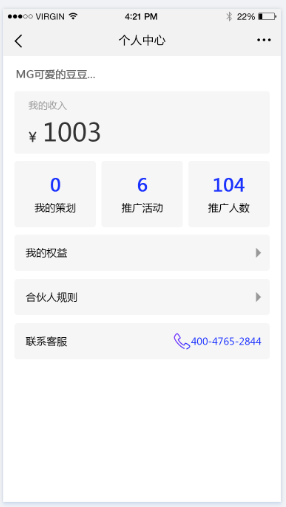 VIRGIN 4:21 PM 22%
个人中心
MG可爱的豆豆...
我的收入
¥ 1003
0 6 104
我的策划 推广活动 推广人数
我的权益
合伙人规则
联系客服 400-4765-2844